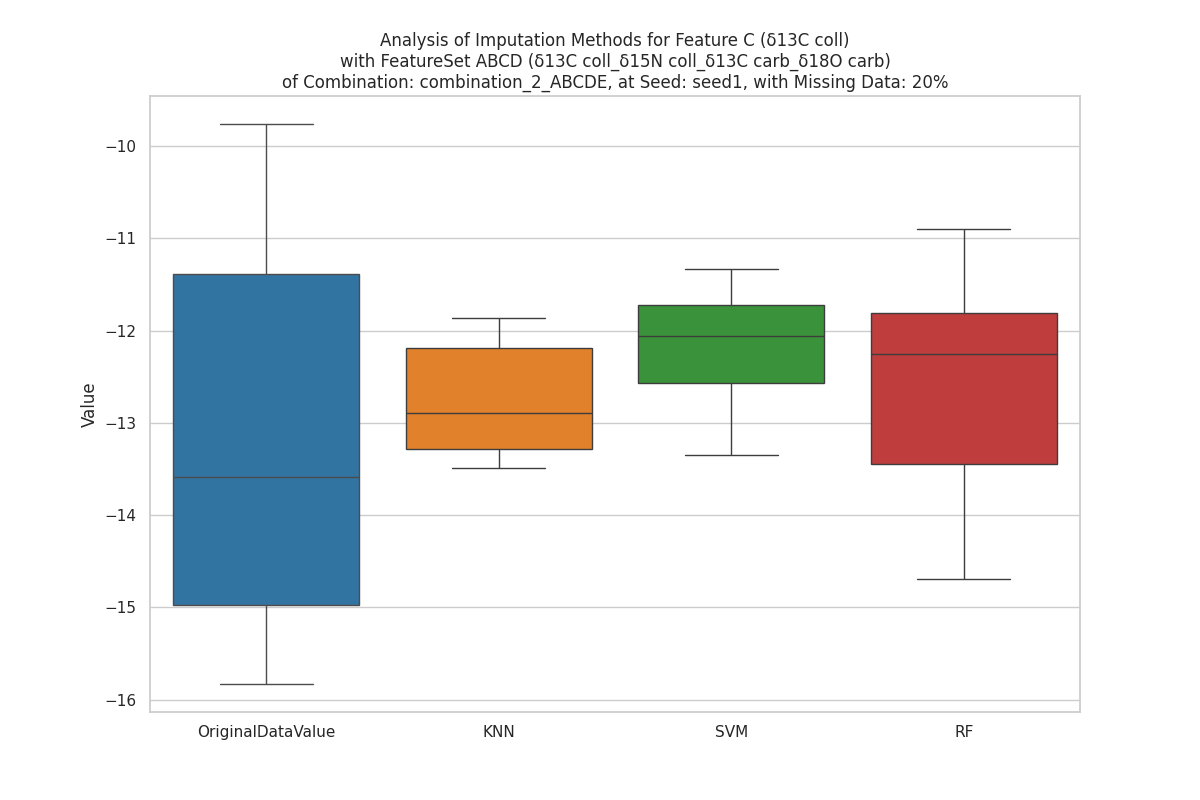 Analysis of Imputation Methods for Feature C (δ13C coll)
with FeatureSet ABCD (δ13C coll_δ15N coll_δ13C carb_δ18O carb)
of Combination: combination_2_ABCDE, at Seed: seed1, with Missing Data: 20%
Value
−10
−11
−12
−13
−14
−15
−16
OriginalDataValue
KNN
SVM
RF